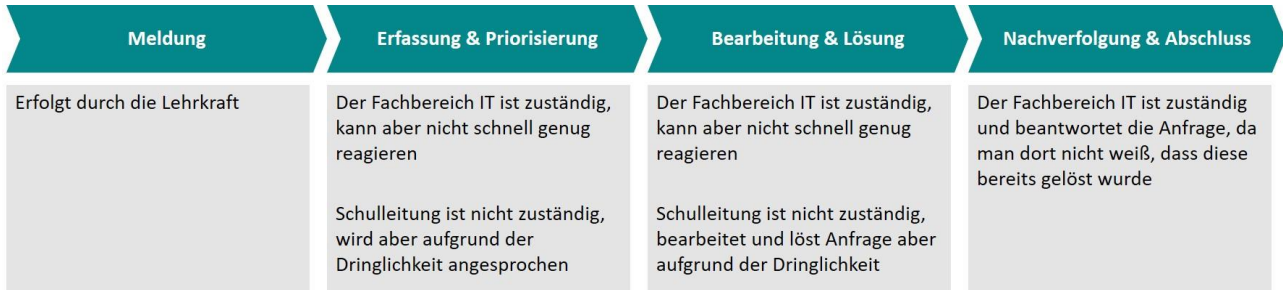 Meldung
Erfassung & Priorisierung
Bearbeitung & Lösung
Nachverfolgung & Abschluss
Erfolgt durch die Lehrkraft
Der Fachbereich IT ist zuständig,
kann aber nicht schnell genug
reagieren
Schulleitung ist nicht zuständig,
wird aber aufgrund der
Dringlichkeit angesprochen
Der Fachbereich IT ist zuständig,
kann aber nicht schnell genug
reagieren
Schulleitung ist nicht zuständig,
bearbeitet und löst Anfrage aber
aufgrund der Dringlichkeit
Der Fachbereich IT ist zuständig
und beantwortet die Anfrage, da
man dort nicht weiß, dass diese
bereits gelöst wurde